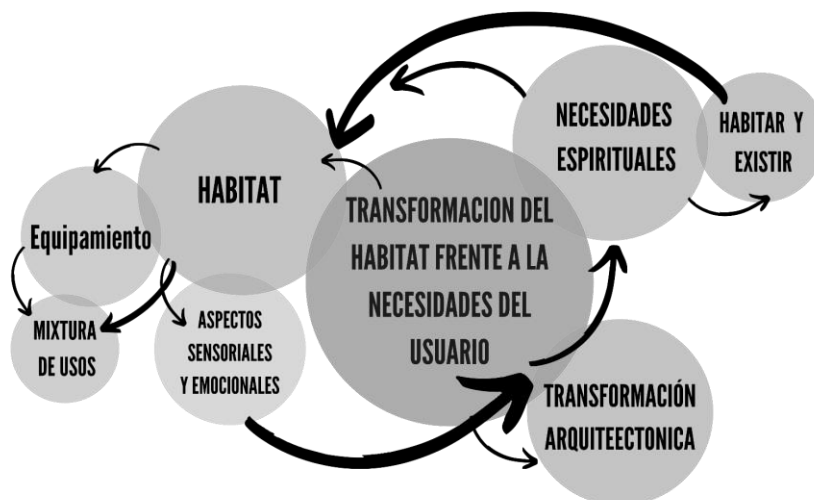 HABITAT
Equipamiento
MIXTURA
DE USOS
ASPECTOS
SENSORIALES
Y EMOCIONALES
TRANSFORMACION DEL
HABITAT FRENTE A LA
NECESIDADES DEL
USUARIO
NECESIDADES
ESPIRITUALES
HABITAR Y
EXISTIR
TRANSFORMACIÓN
ARQUITEECTONICA